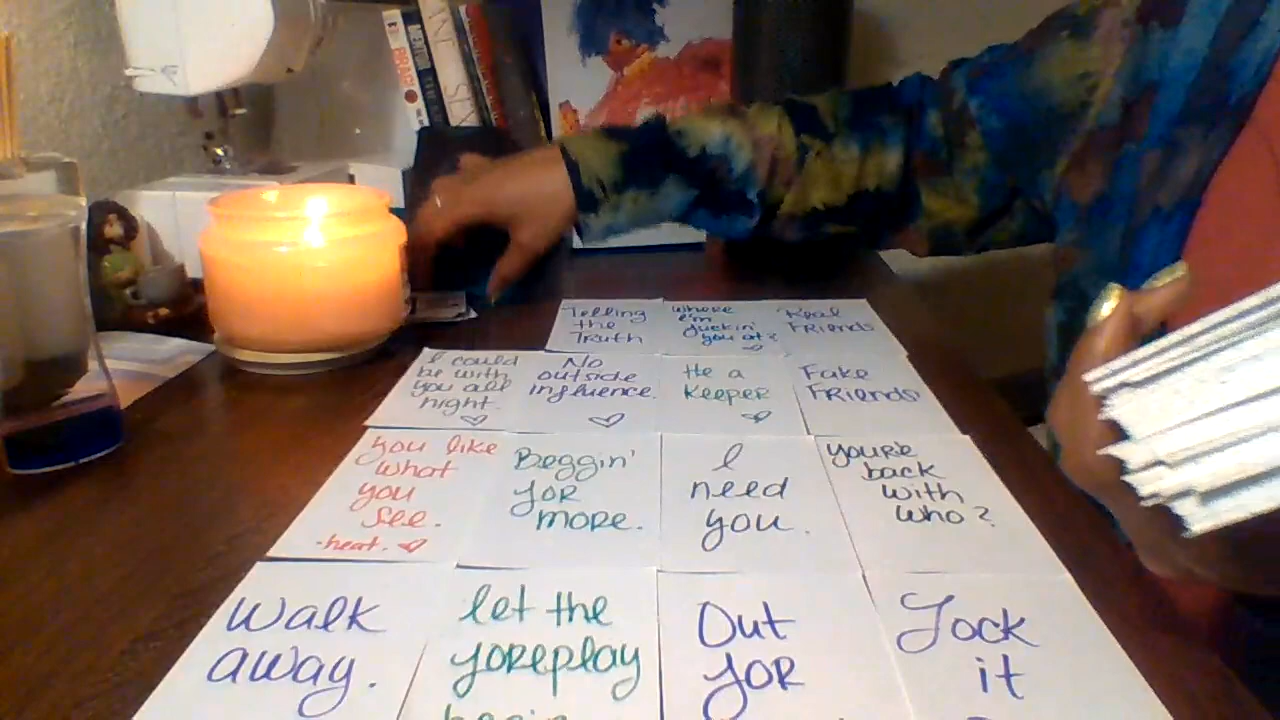 Telling
the
Truth
where
I'm
fuckin'
you at?
Real
FRIENDS
I could
be with
you all
night.
No
outside
influence.
He a
Keeper
Fake
FRIENDS
you like
what
you
see.
-heat.
Beggin'
for
more.
I
need
you.
you're
back
with
who?
Walk
away.
let the
foreplay
begin
Out
for
it